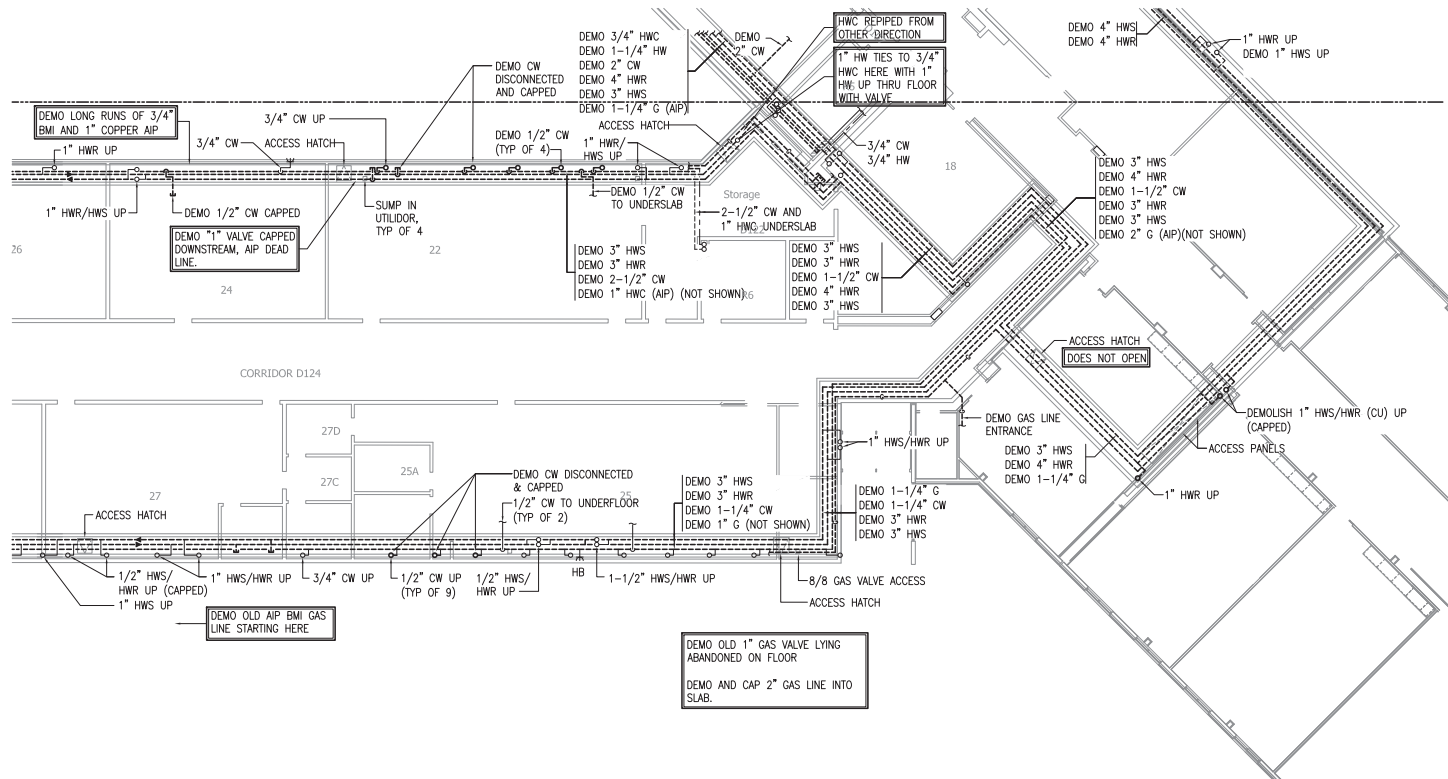 HWC REPIPED FROM
OTHER DIRECTION
DEMO 4" HWS
DEMO 4" HWR
1" HWR UP
DEMO 1" HWS UP
DEMO 3/4" HWC
DEMO 1-1/4" HW
DEMO 2" CW
DEMO 4" HWR
DEMO 3" HWS
DEMO 1-1/4" G (AIP)
DEMO
2" CW
1" HW TIES TO 3/4"
HWC HERE WITH 1"
HW UP THRU FLOOR
WITH VALVE
DEMO CW
DISCONNECTED
AND CAPPED
DEMO LONG RUNS OF 3/4"
BMI AND 1" COPPER AIP
3/4" CW UP
ACCESS HATCH
3/4" CW
ACCESS HATCH
DEMO 1/2" CW
(TYP OF 4)
1" HWR/
HWS UP
1" HWR UP
3/4" CW
3/4" HW
18
DEMO 3" HWS
DEMO 4" HWR
DEMO 1-1/2" CW
DEMO 3" HWR
DEMO 3" HWS
DEMO 2" G (AIP)(NOT SHOWN)
Storage
D122
1" HWR/HWS UP
DEMO 1/2" CW CAPPED
SUMP IN
UTILIDOR,
TYP OF 4
DEMO 1/2" CW
TO UNDERSLAB
2-1/2" CW AND
1" HWC UNDERSLAB
DEMO "1" VALVE CAPPED
DOWNSTREAM, AIP DEAD
LINE.
26
24
22
R6
DEMO 3" HWS
DEMO 3" HWR
DEMO 2-1/2" CW
DEMO 1" HWC (AIP) (NOT SHOWN)
DEMO 3" HWS
DEMO 3" HWR
DEMO 1-1/2" CW
DEMO 4" HWR
DEMO 3" HWS
ACCESS HATCH
DOES NOT OPEN
CORRIDOR D124
DEMO GAS LINE
ENTRANCE
DEMOLISH 1" HWS/HWR (CU) UP
(CAPPED)
ACCESS PANELS
1" HWS/HWR UP
DEMO 3" HWS
DEMO 4" HWR
DEMO 1-1/4" G
1" HWR UP
27D
25A
27C
27
25
DEMO CW DISCONNECTED
& CAPPED
1/2" CW TO UNDERFLOOR
(TYP OF 2)
DEMO 3" HWS
DEMO 3" HWR
DEMO 1-1/4" CW
DEMO 1" G (NOT SHOWN)
DEMO 1-1/4" G
DEMO 1-1/4" CW
DEMO 3" HWR
DEMO 3" HWS
ACCESS HATCH
1/2" HWS/
HWR UP (CAPPED)
1" HWS UP
1" HWS/HWR UP
3/4" CW UP
1/2" CW UP
(TYP OF 9)
1/2" HWS/
HWR UP
HB
1-1/2" HWS/HWR UP
8/8 GAS VALVE ACCESS
ACCESS HATCH
DEMO OLD AIP BMI GAS
LINE STARTING HERE
DEMO OLD 1" GAS VALVE LYING
ABANDONED ON FLOOR
DEMO AND CAP 2" GAS LINE INTO
SLAB.